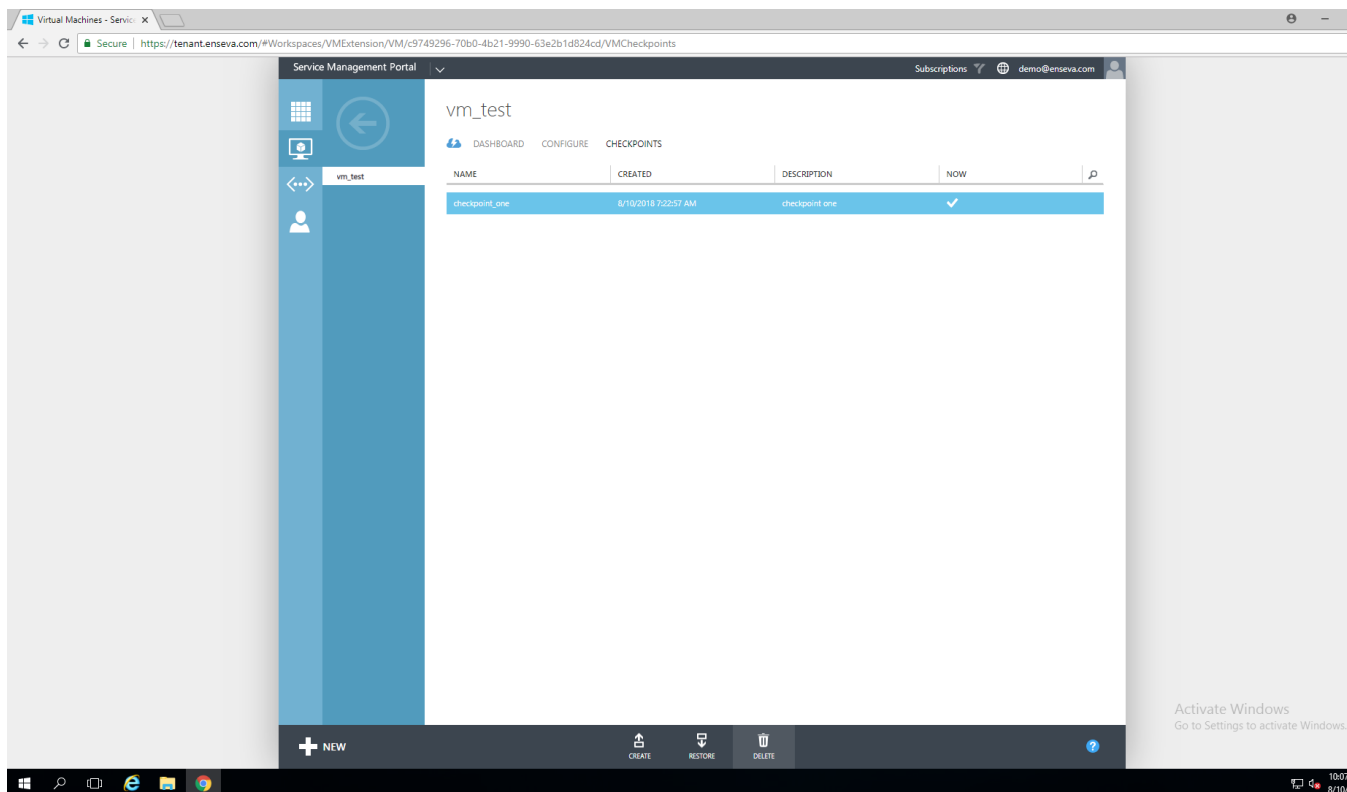 Virtual Machines - Servic
Secure | https://tenant.enseva.com/#Workspaces/VMExtension/VM/c9749296-70b0-4b21-9990-63e2b1d824cd/VMCheckpoints
Service Management Portal
Subscriptions
demo@enseva.com
vm_test
DASHBOARD CONFIGURE CHECKPOINTS
vm_test
NAME CREATED DESCRIPTION NOW
checkpoint_one 8/10/2018 7:22:57 AM checkpoint one
Activate Windows
Go to Settings to activate Windows.
NEW
CREATE RESTORE DELETE
?
10:07
8/10/